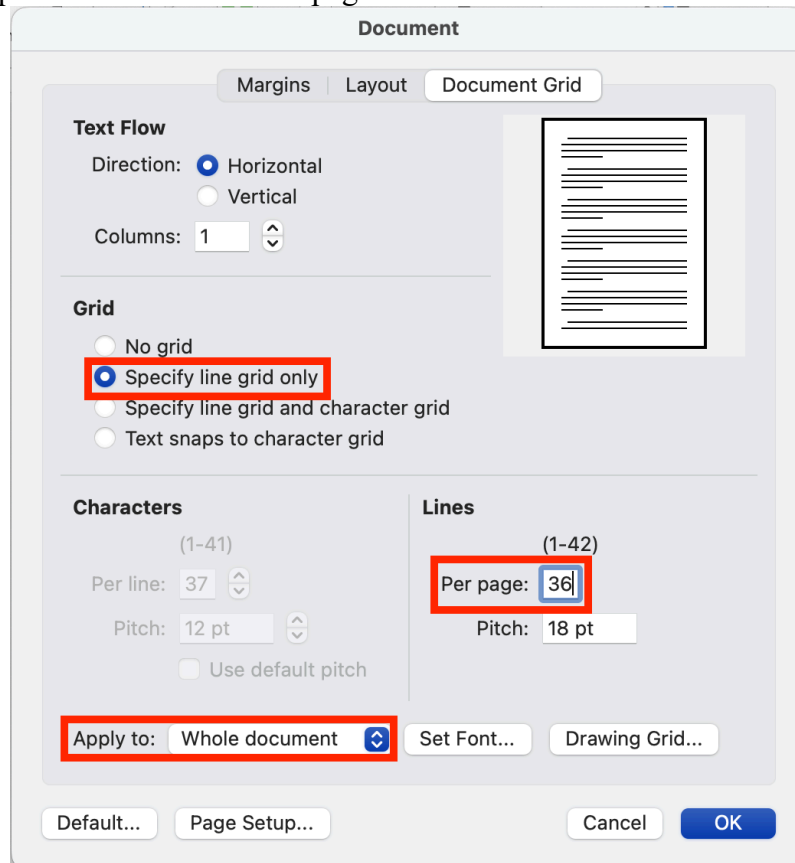 Document
Margins Layout Document Grid
Text Flow
Direction: Horizontal
Vertical
Columns: 1
Grid
No grid
Specify line grid only
Specify line grid and character grid
Text snaps to character grid
Characters
Lines
(1-41)
(1-42)
Per line: 37
Per page: 36
Pitch: 12 pt
Pitch: 18 pt
Use default pitch
Apply to: Whole document Set Font... Drawing Grid...
Default... Page Setup... Cancel OK